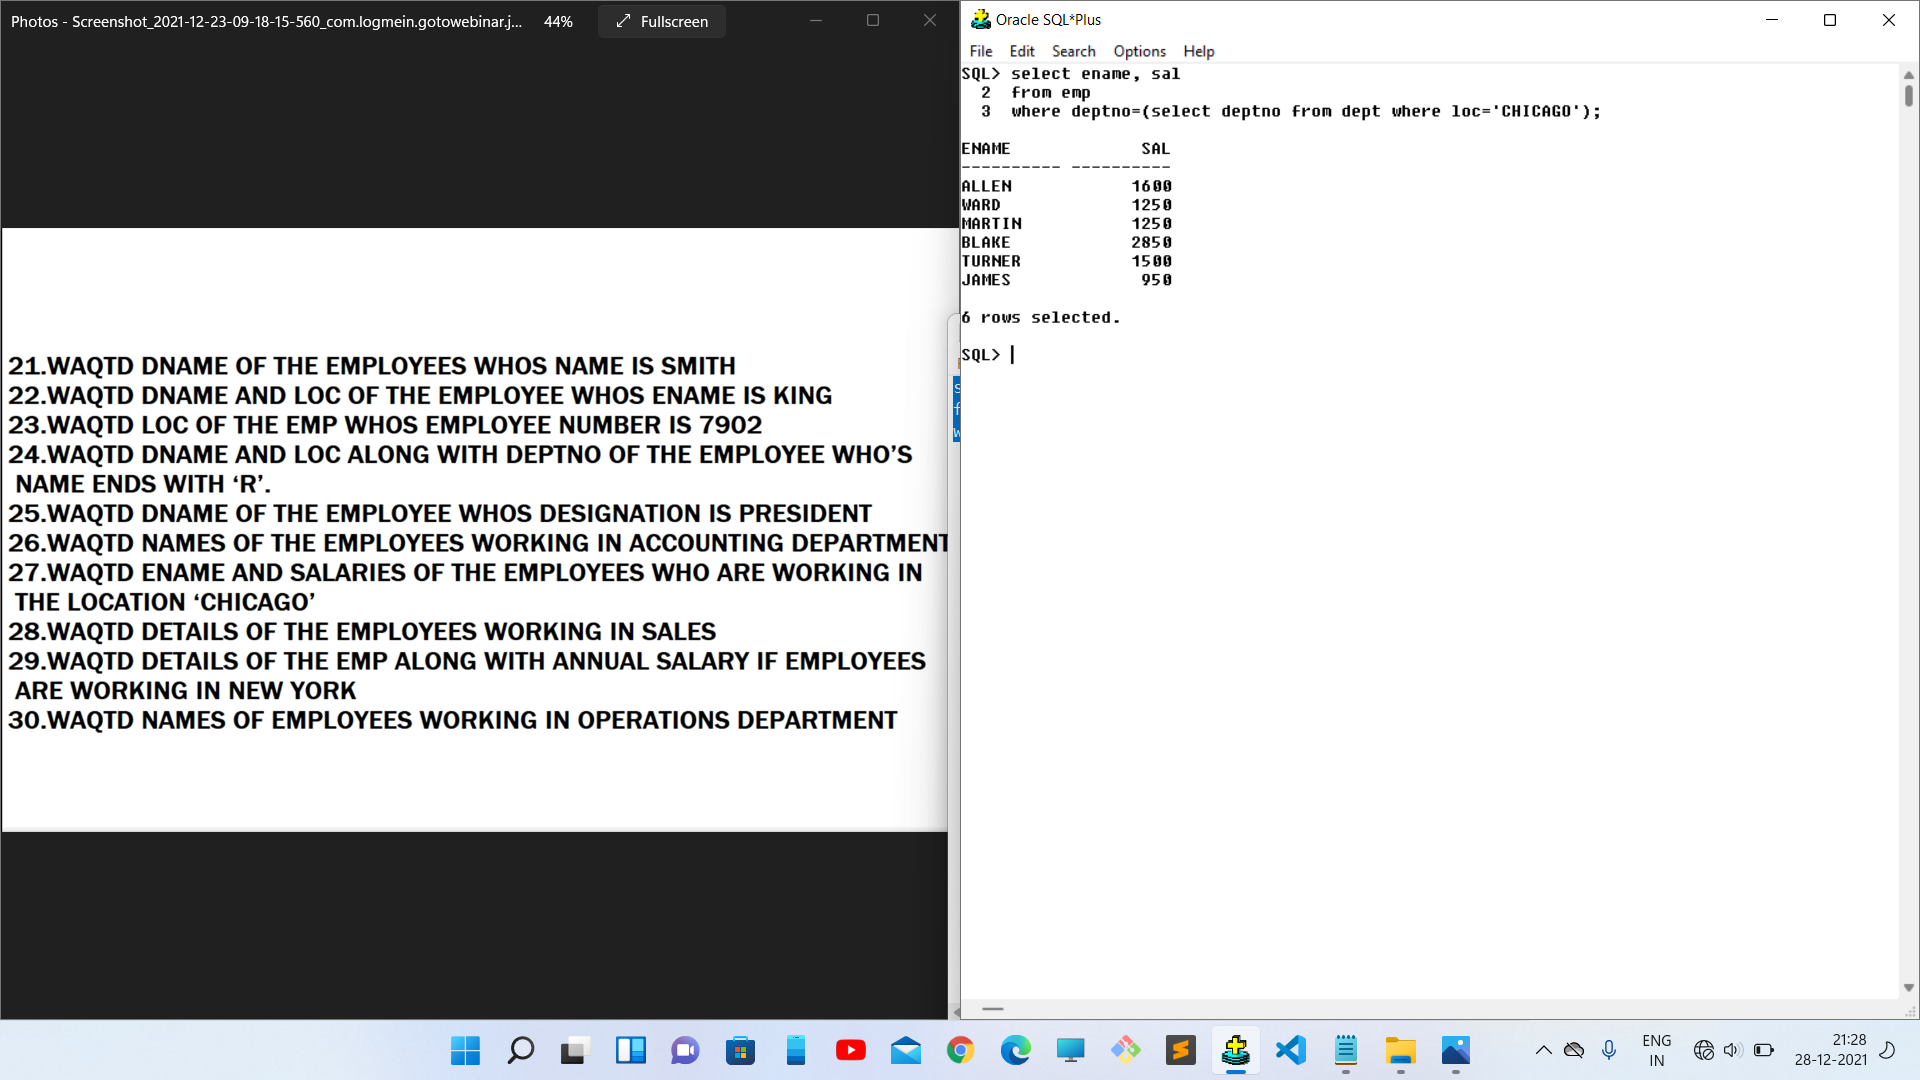 Photos - Screenshot_2021-12-23-09-18-15-560_com.logmein.gotowebinar.j...
44%
Fullscreen
21.WAQTD DNAME OF THE EMPLOYEES WHOS NAME IS SMITH
22.WAQTD DNAME AND LOC OF THE EMPLOYEE WHOS ENAME IS KING
23.WAQTD LOC OF THE EMP WHOS EMPLOYEE NUMBER IS 7902
24.WAQTD DNAME AND LOC ALONG WITH DEPTNO OF THE EMPLOYEE WHO’S
NAME ENDS WITH ‘R’.
25.WAQTD DNAME OF THE EMPLOYEE WHOS DESIGNATION IS PRESIDENT
26.WAQTD NAMES OF THE EMPLOYEES WORKING IN ACCOUNTING DEPARTMENT
27.WAQTD ENAME AND SALARIES OF THE EMPLOYEES WHO ARE WORKING IN
THE LOCATION ‘CHICAGO’
28.WAQTD DETAILS OF THE EMPLOYEES WORKING IN SALES
29.WAQTD DETAILS OF THE EMP ALONG WITH ANNUAL SALARY IF EMPLOYEES
ARE WORKING IN NEW YORK
30.WAQTD NAMES OF EMPLOYEES WORKING IN OPERATIONS DEPARTMENT
Oracle SQL*Plus
File Edit Search Options Help
SQL> select ename, sal
2 from emp
3 where deptno=(select deptno from dept where loc='CHICAGO');
ENAME SAL
---------- ----------
ALLEN 1600
WARD 1250
MARTIN 1250
BLAKE 2850
TURNER 1500
JAMES 950
6 rows selected.
SQL>
ENG
IN
21:28
28-12-2021